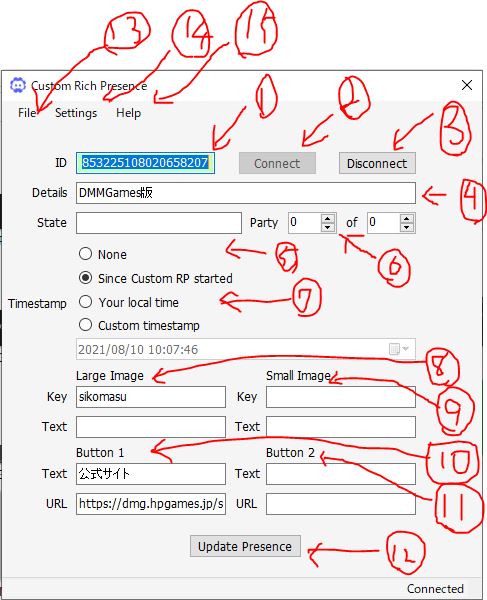 13 14 15
Custom Rich Presence
1 2 3
File Settings Help
ID 853225108020658207 Connect Disconnect
Details DMMGames版 4
State Party 0 of 0
5 6
None
Since Custom RP started
Timestamp Your local time 7
Custom timestamp
2021/08/10 10:07:46
Large Image Small Image 8
Key sikomasu Key 9
Text Text
Button 1 Button 2 10
Text 公式サイト Text
URL https://dmg.hpgames.jp/s URL 11
Update Presence 12
Connected